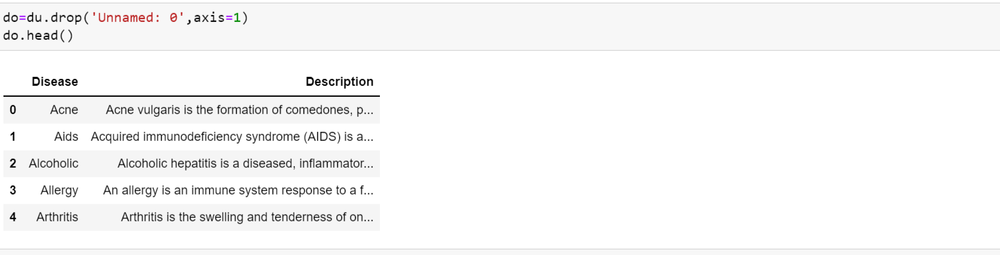 do=du.drop('Unnamed: 0',axis=1)
do.head()
Disease Description
0 Acne Acne vulgaris is the formation of comedones, p...
1 Aids Acquired immunodeficiency syndrome (AIDS) is a...
2 Alcoholic Alcoholic hepatitis is a diseased, inflammator...
3 Allergy An allergy is an immune system response to a f...
4 Arthritis Arthritis is the swelling and tenderness of on...